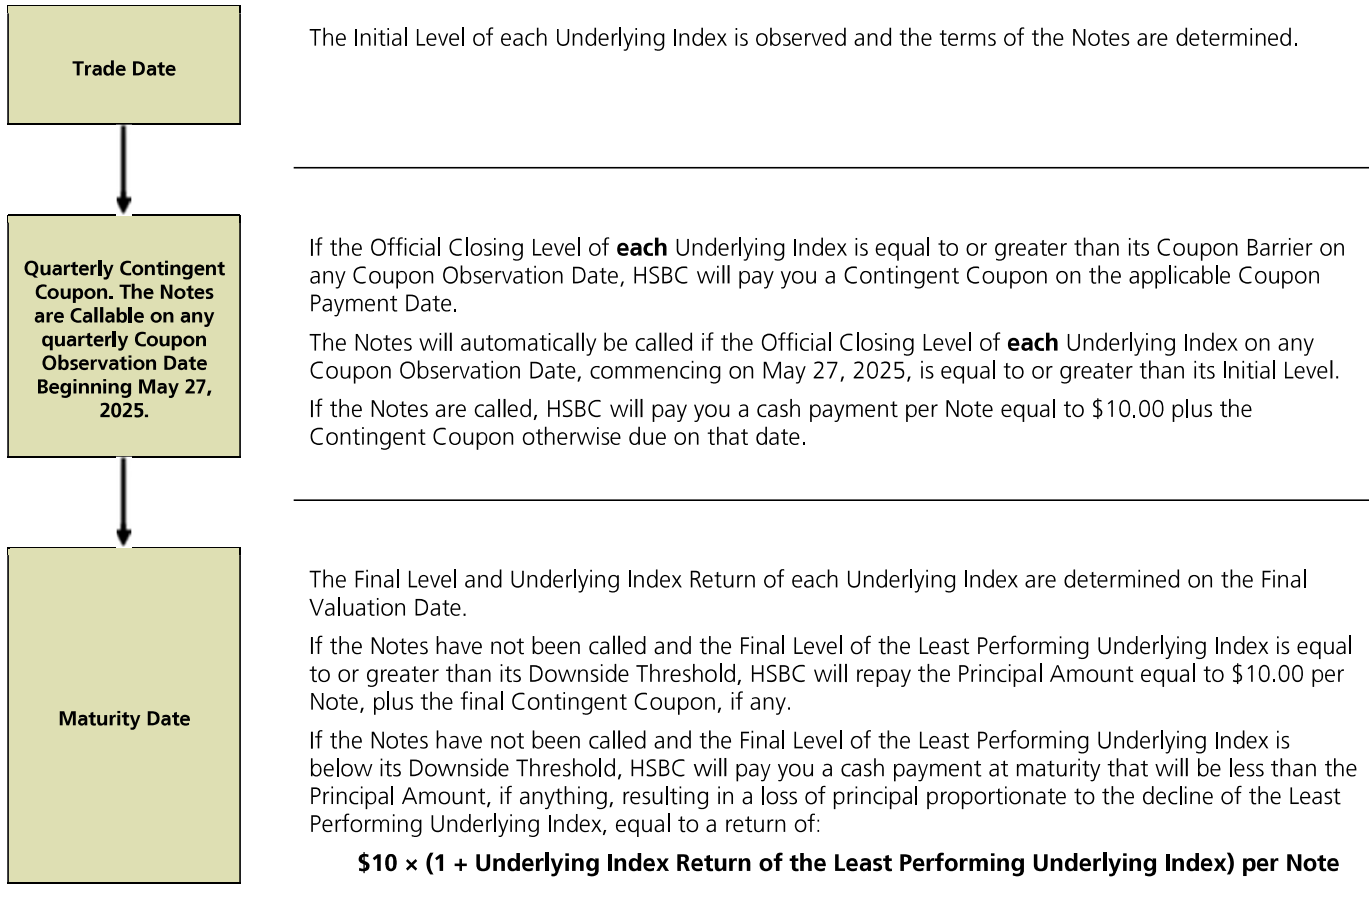 Trade Date
The Initial Level of each Underlying Index is observed and the terms of the Notes are determined.
Quarterly Contingent
Coupon. The Notes
are Callable on any
quarterly Coupon
Observation Date
Beginning May 27,
2025.
If the Official Closing Level of each Underlying Index is equal to or greater than its Coupon Barrier on
any Coupon Observation Date, HSBC will pay you a Contingent Coupon on the applicable Coupon
Payment Date.
The Notes will automatically be called if the Official Closing Level of each Underlying Index on any
Coupon Observation Date, commencing on May 27, 2025, is equal to or greater than its Initial Level.
If the Notes are called, HSBC will pay you a cash payment per Note equal to $10.00 plus the
Contingent Coupon otherwise due on that date.
Maturity Date
The Final Level and Underlying Index Return of each Underlying Index are determined on the Final
Valuation Date.
If the Notes have not been called and the Final Level of the Least Performing Underlying Index is equal
to or greater than its Downside Threshold, HSBC will repay the Principal Amount equal to $10.00 per
Note, plus the final Contingent Coupon, if any.
If the Notes have not been called and the Final Level of the Least Performing Underlying Index is
below its Downside Threshold, HSBC will pay you a cash payment at maturity that will be less than the
Principal Amount, if anything, resulting in a loss of principal proportionate to the decline of the Least
Performing Underlying Index, equal to a return of:
$10 × (1 + Underlying Index Return of the Least Performing Underlying Index) per Note